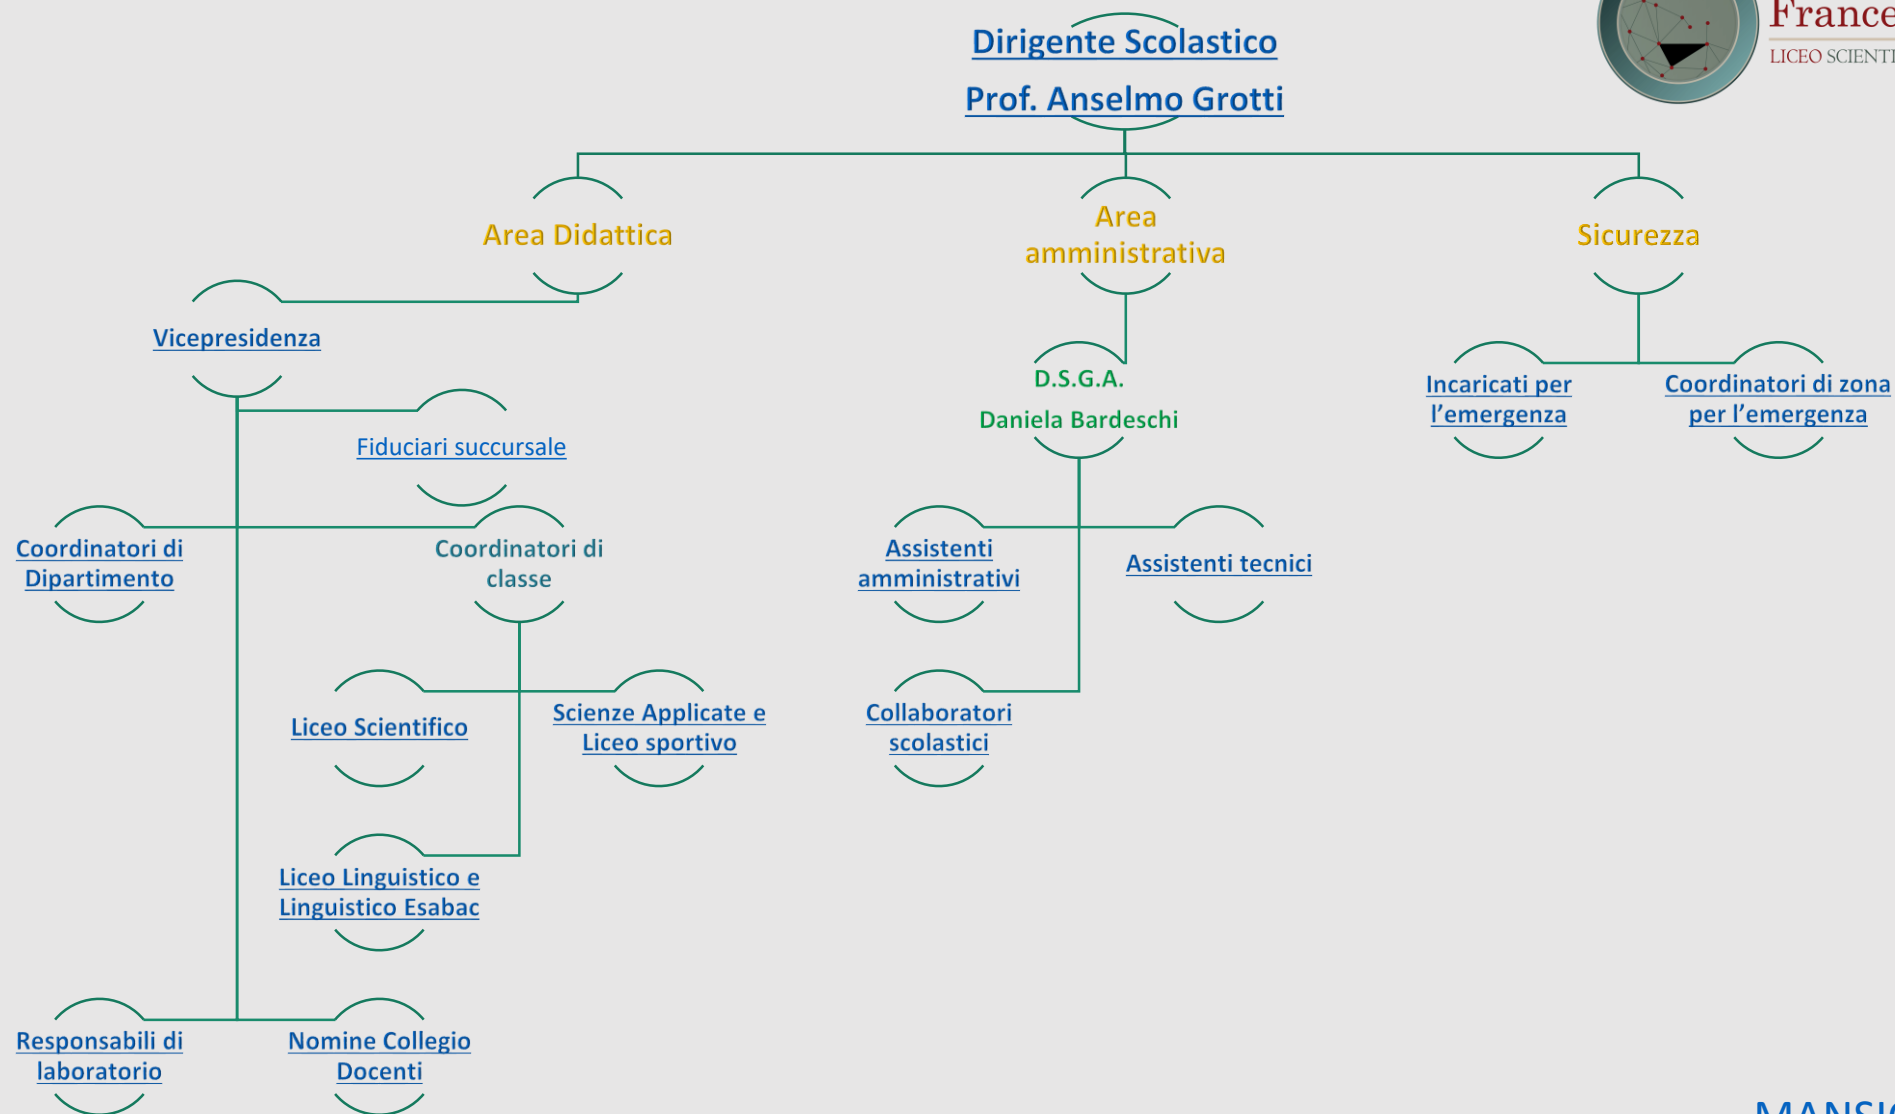 Dirigente Scolastico
Prof. Anselmo Grotti
LICEO
Area Didattica
Area
amministrativa
Sicurezza
Vicepresidenza
D.S.G.A.
Daniela Bardeschi
Incaricati per
l’emergenza
Coordinatori di zona
per l’emergenza
Fiduciari succursale
Coordinatori di
Dipartimento
Coordinatori di
classe
Assistenti
amministrativi
Assistenti tecnici
Liceo Scientifico
Scienze Applicate e
Liceo sportivo
Collaboratori
scolastici
Liceo Linguistico e
Linguistico Esabac
Responsabili di
laboratorio
Nomine Collegio
Docenti